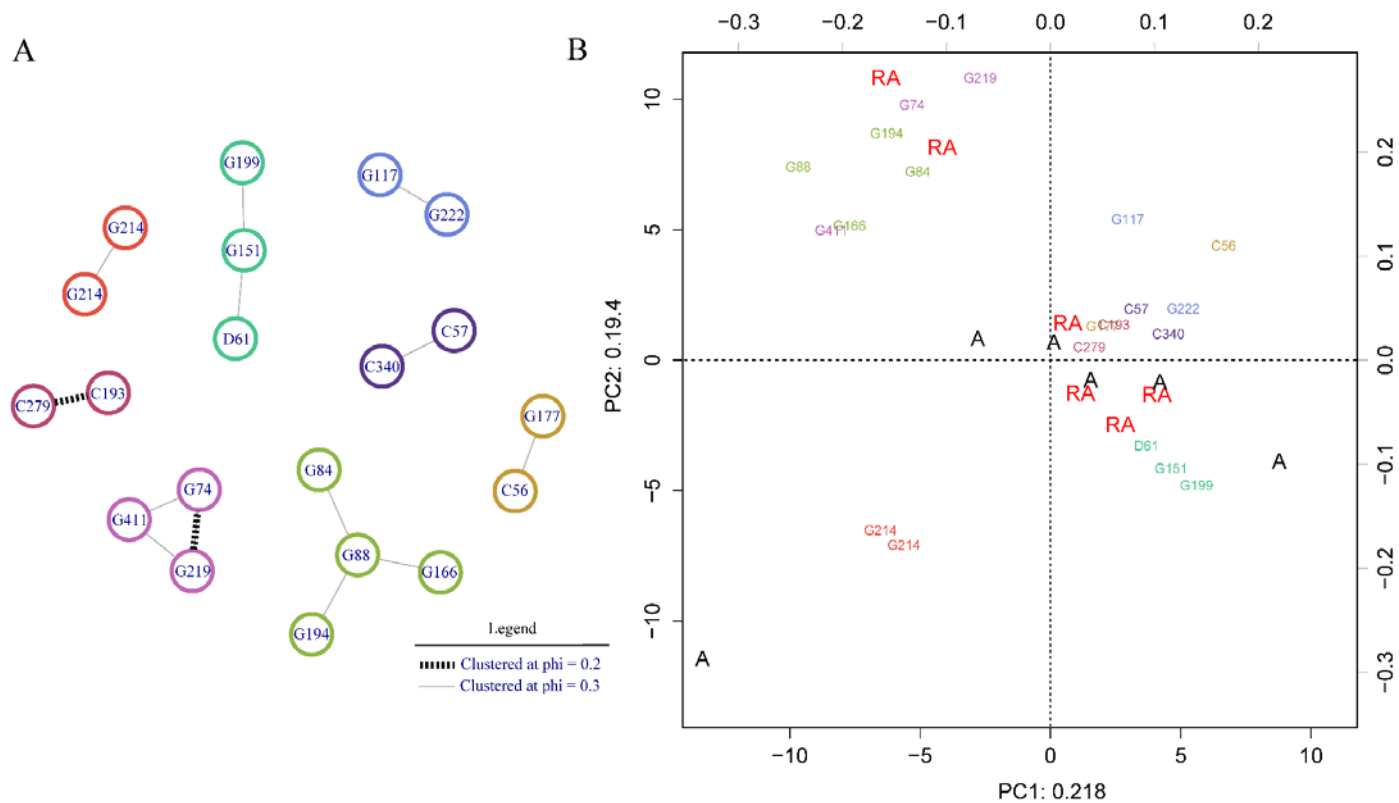 A
G199
G117
G222
G214
G151
G214
D61
C57
C340
C279
C193
G177
G84
G74
C56
G411
G88
G219
G166
G194
Legend
Clustered at phi = 0.2
Clustered at phi = 0.3
B
−0.3
−0.2
−0.1
0.0
0.1
0.2
RA
G219
G74
G194
RA
G88
G84
G411
G166
G117
C56
C57
G222
RA
G177
C193
C340
A
A
C279
A
A
RA
RA
RA
D61
G151
A
G199
G214
G214
A
10
5
0
−5
−10
PC2: 0.19.4
0.2
0.1
0.0
−0.1
−0.2
−0.3
−10
−5
0
5
10
PC1: 0.218